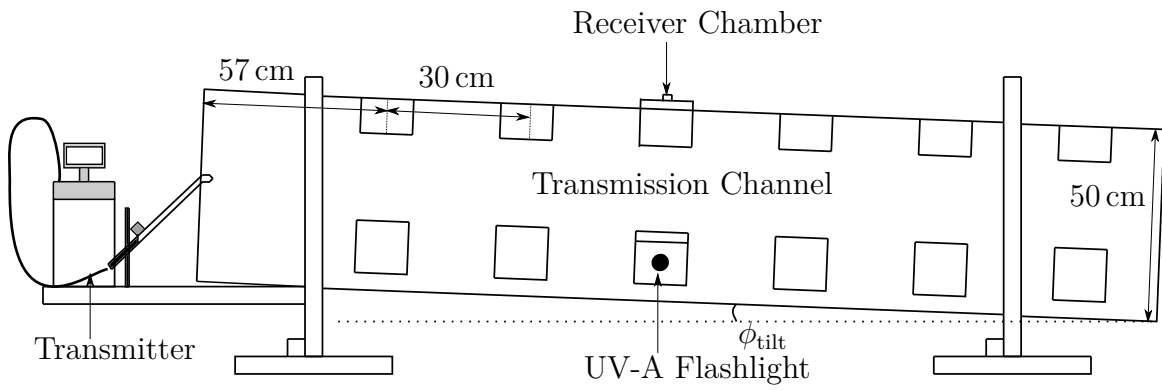 Receiver Chamber
57 cm
30 cm
Transmission Channel
50 cm
ϕtilt
Transmitter
UV-A Flashlight